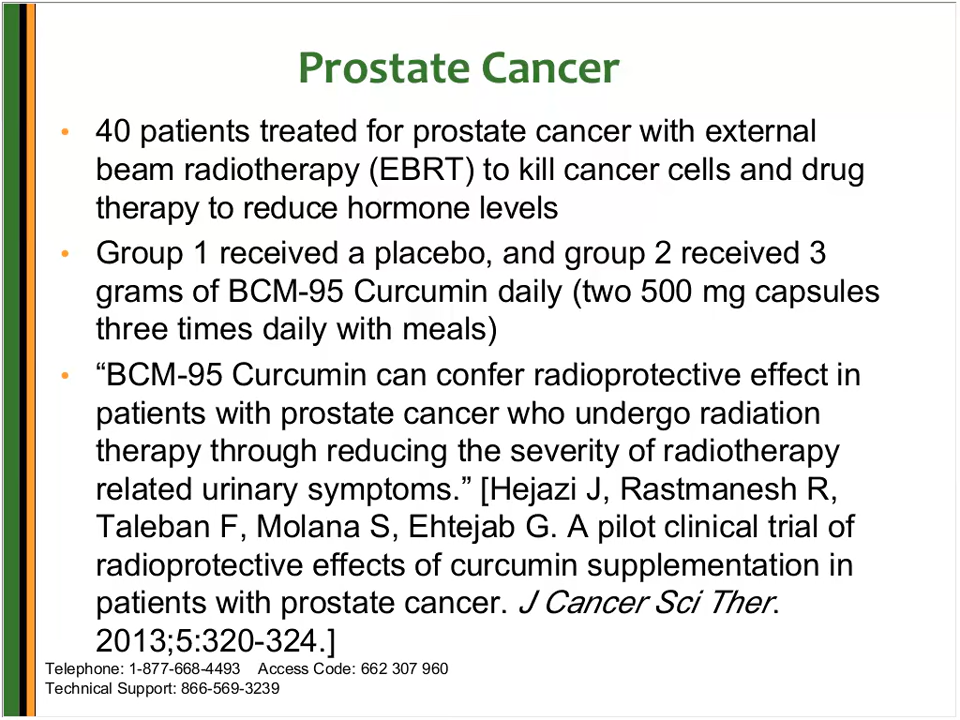 Prostate Cancer
• 40 patients treated for prostate cancer with external
beam radiotherapy (EBRT) to kill cancer cells and drug
therapy to reduce hormone levels
• Group 1 received a placebo, and group 2 received 3
grams of BCM-95 Curcumin daily (two 500 mg capsules
three times daily with meals)
• “BCM-95 Curcumin can confer radioprotective effect in
patients with prostate cancer who undergo radiation
therapy through reducing the severity of radiotherapy
related urinary symptoms.” [Hejazi J, Rastmanesh R,
Taleban F, Molana S, Ehtejab G. A pilot clinical trial of
radioprotective effects of curcumin supplementation in
patients with prostate cancer. J Cancer Sci Ther.
2013;5:320-324.]
Telephone: 1-877-668-4493 Access Code: 662 307 960
Technical Support: 866-569-3239